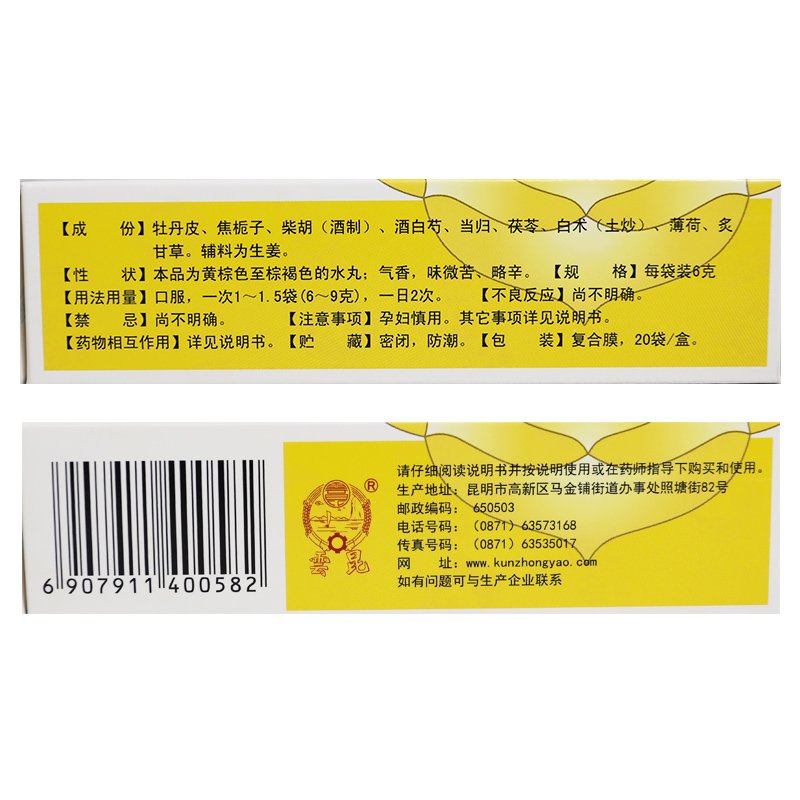 【成　份】牡丹皮、焦栀子、柴胡（酒制）、酒白芍、当归、茯苓、白术（土炒）、薄荷、炙
甘草。辅料为生姜。
【性　状】本品为黄棕色至棕褐色的水丸；气香，味微苦、略辛。【规　格】每袋装6克
【用法用量】口服，一次1～1.5袋(6～9克)，一日2次。【不良反应】尚不明确。
【禁　忌】尚不明确。【注意事项】孕妇慎用。其它事项详见说明书。
【药物相互作用】详见说明书。【贮　藏】密闭，防潮。【包　装】复合膜，20袋/盒。
6 907911 400582
®
雲昆
请仔细阅读说明书并按说明使用或在药师指导下购买和使用。
生产地址：昆明市高新区马金铺街道办事处照塘街82号
邮政编码：650503
电话号码：（0871）63573168
传真号码：（0871）63535017
网　址：www.kunzhongyao.com
如有问题可与生产企业联系